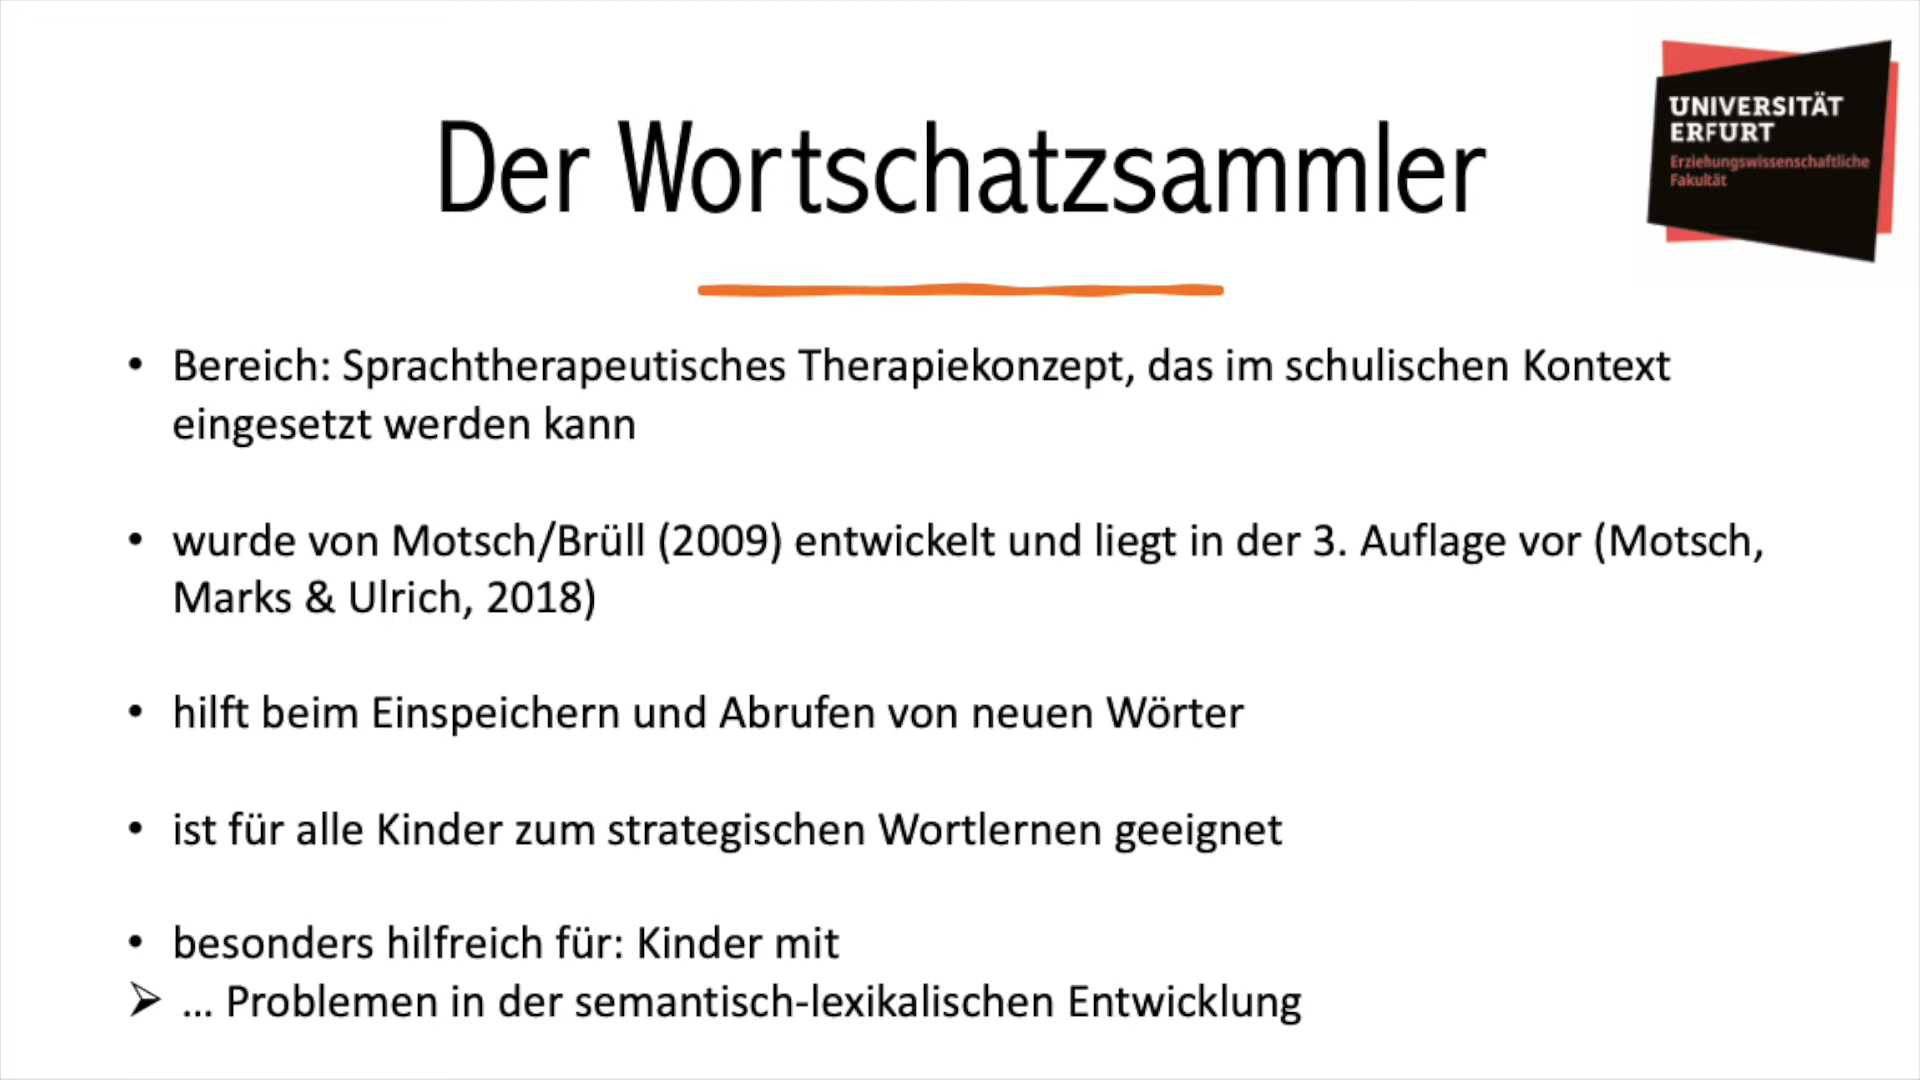 UNIVERSITÄT
ERFURT
Erziehungswissenschaftliche
Fakultät
Der Wortschatzsammler
• Bereich: Sprachtherapeutisches Therapiekonzept, das im schulischen Kontext
eingesetzt werden kann
• wurde von Motsch/Brüll (2009) entwickelt und liegt in der 3. Auflage vor (Motsch,
Marks & Ulrich, 2018)
• hilft beim Einspeichern und Abrufen von neuen Wörter
• ist für alle Kinder zum strategischen Wortlernen geeignet
• besonders hilfreich für: Kinder mit
➢ ... Problemen in der semantisch-lexikalischen Entwicklung